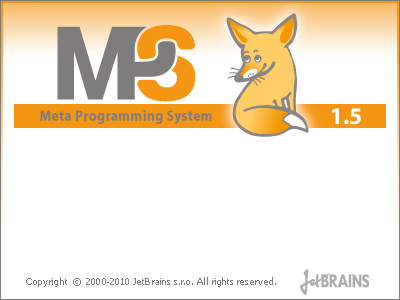 MPS
Meta Programming System
1.5
Copyright © 2000-2010 JetBrains s.r.o. All rights reserved.
JetBRAINS